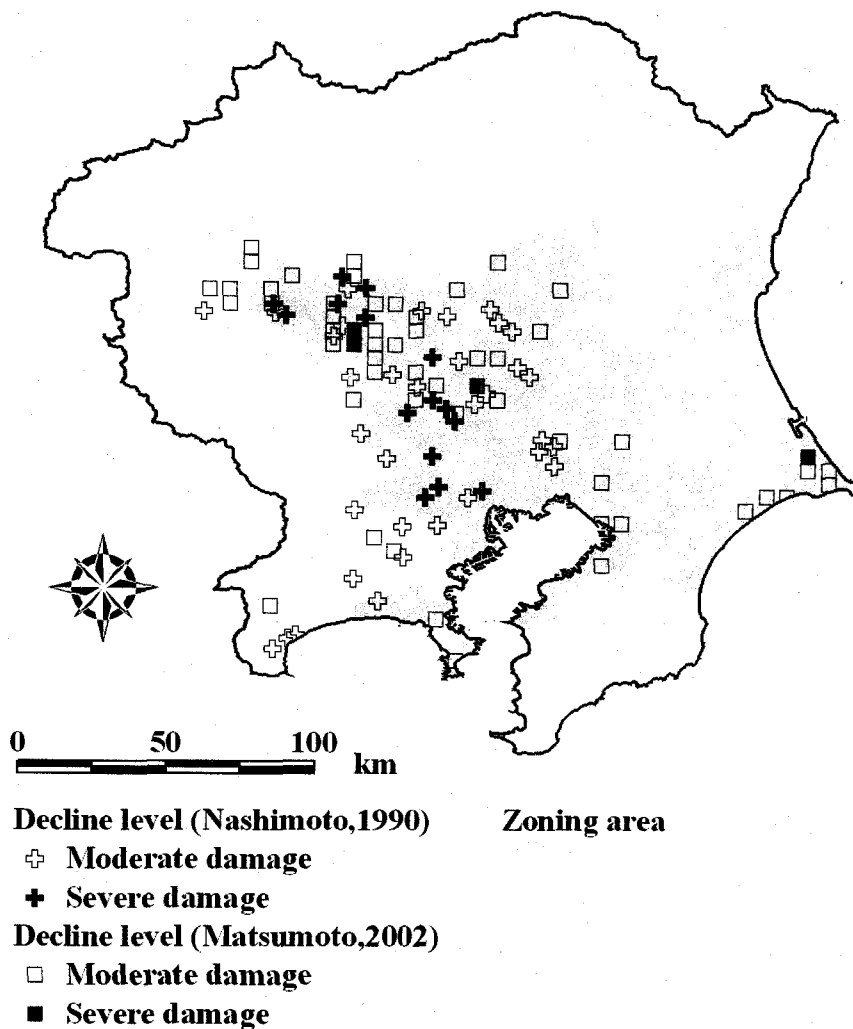 0 50 100
km
Decline level (Nashimoto,1990) Zoning area
Moderate damage
Severe damage
Decline level (Matsumoto,2002)
Moderate damage
Severe damage